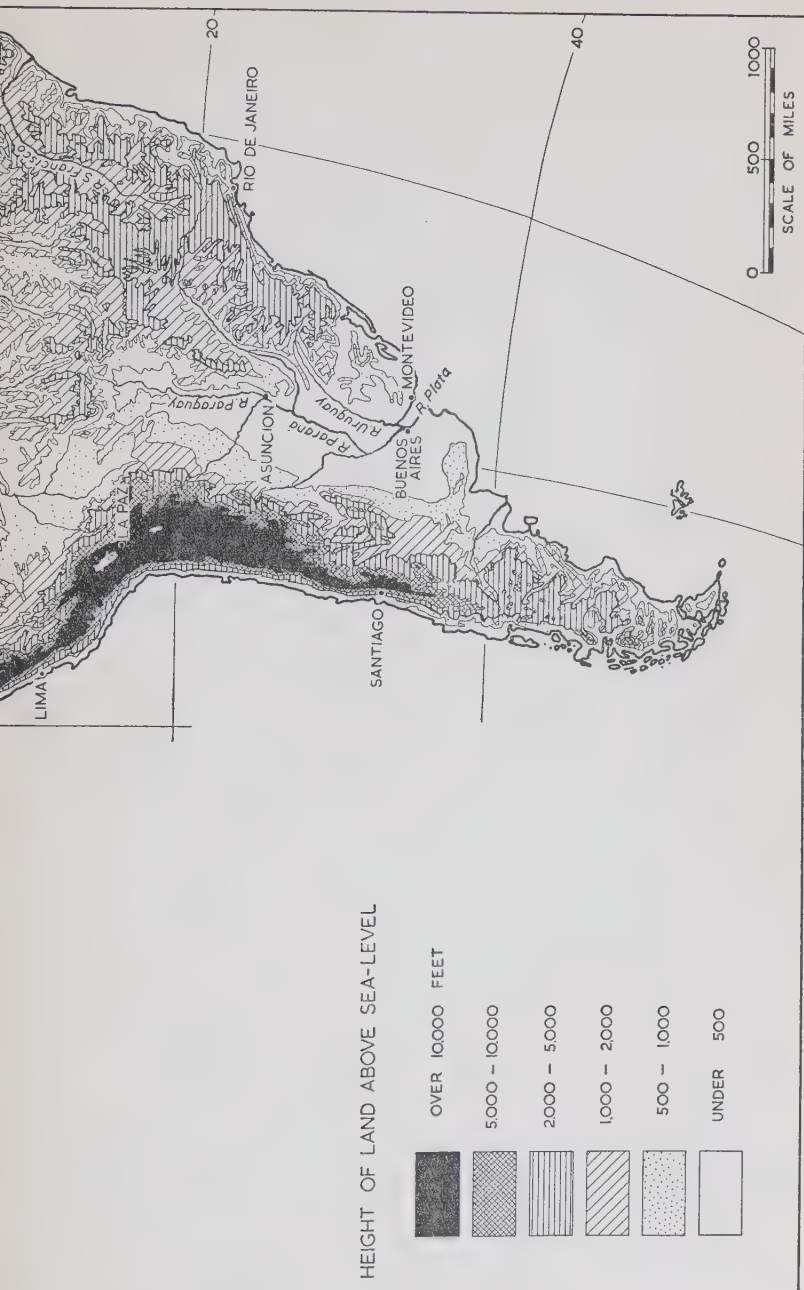 20
40
R. S. Francisco
RIO DE JANEIRO
LA PAZ
LIMA
R. Paraguay
ASUNCION
R. Parana
R. Uruguay
MONTEVIDEO
R. Plata
BUENOS
AIRES
SANTIAGO
0 500 1000
SCALE OF MILES
HEIGHT OF LAND ABOVE SEA-LEVEL
OVER 10,000 FEET
5,000 – 10,000
2,000 – 5,000
1,000 – 2,000
500 – 1,000
UNDER 500